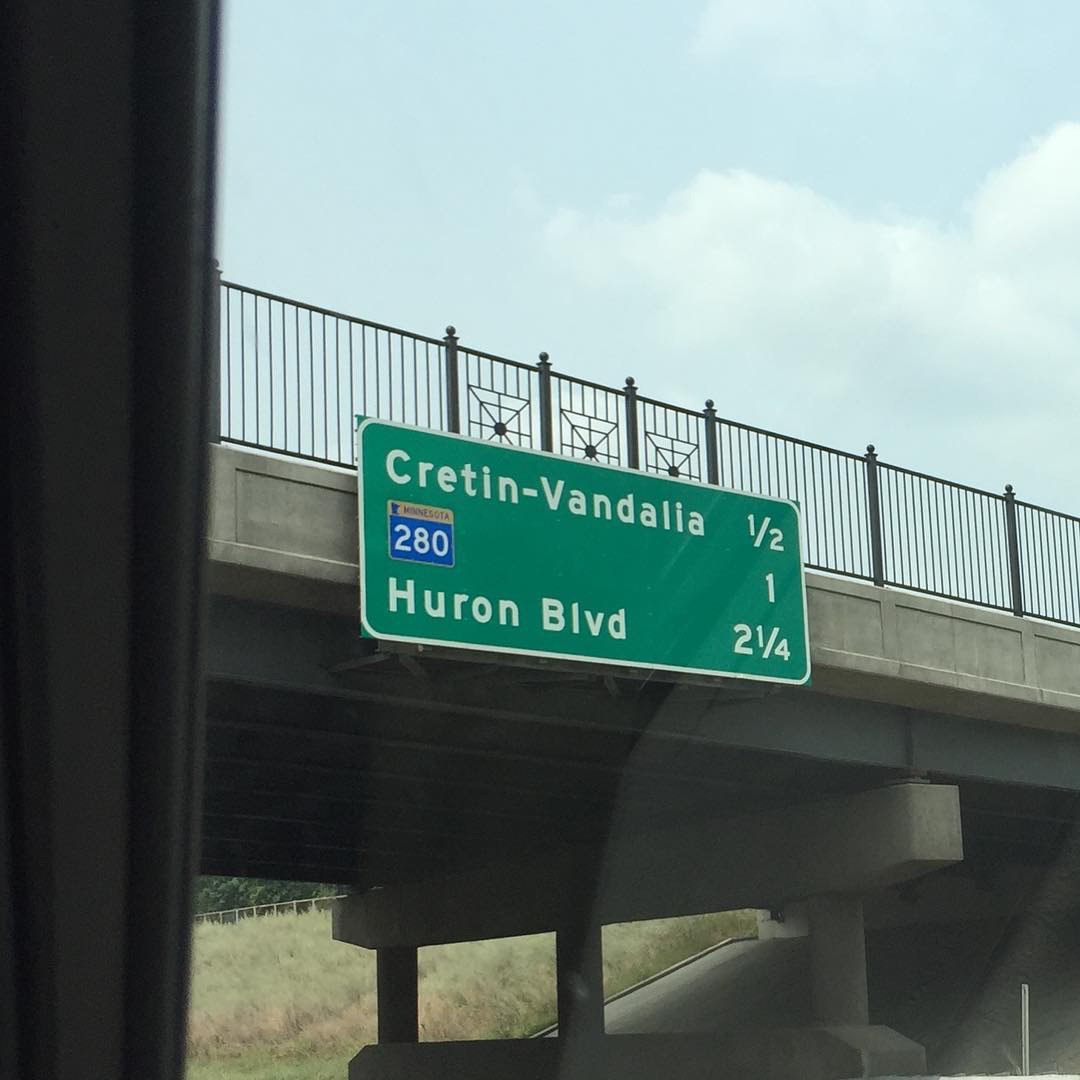 Cretin-Vandalia 1/2
MINNESOTA
280 1
Huron Blvd 2 1/4